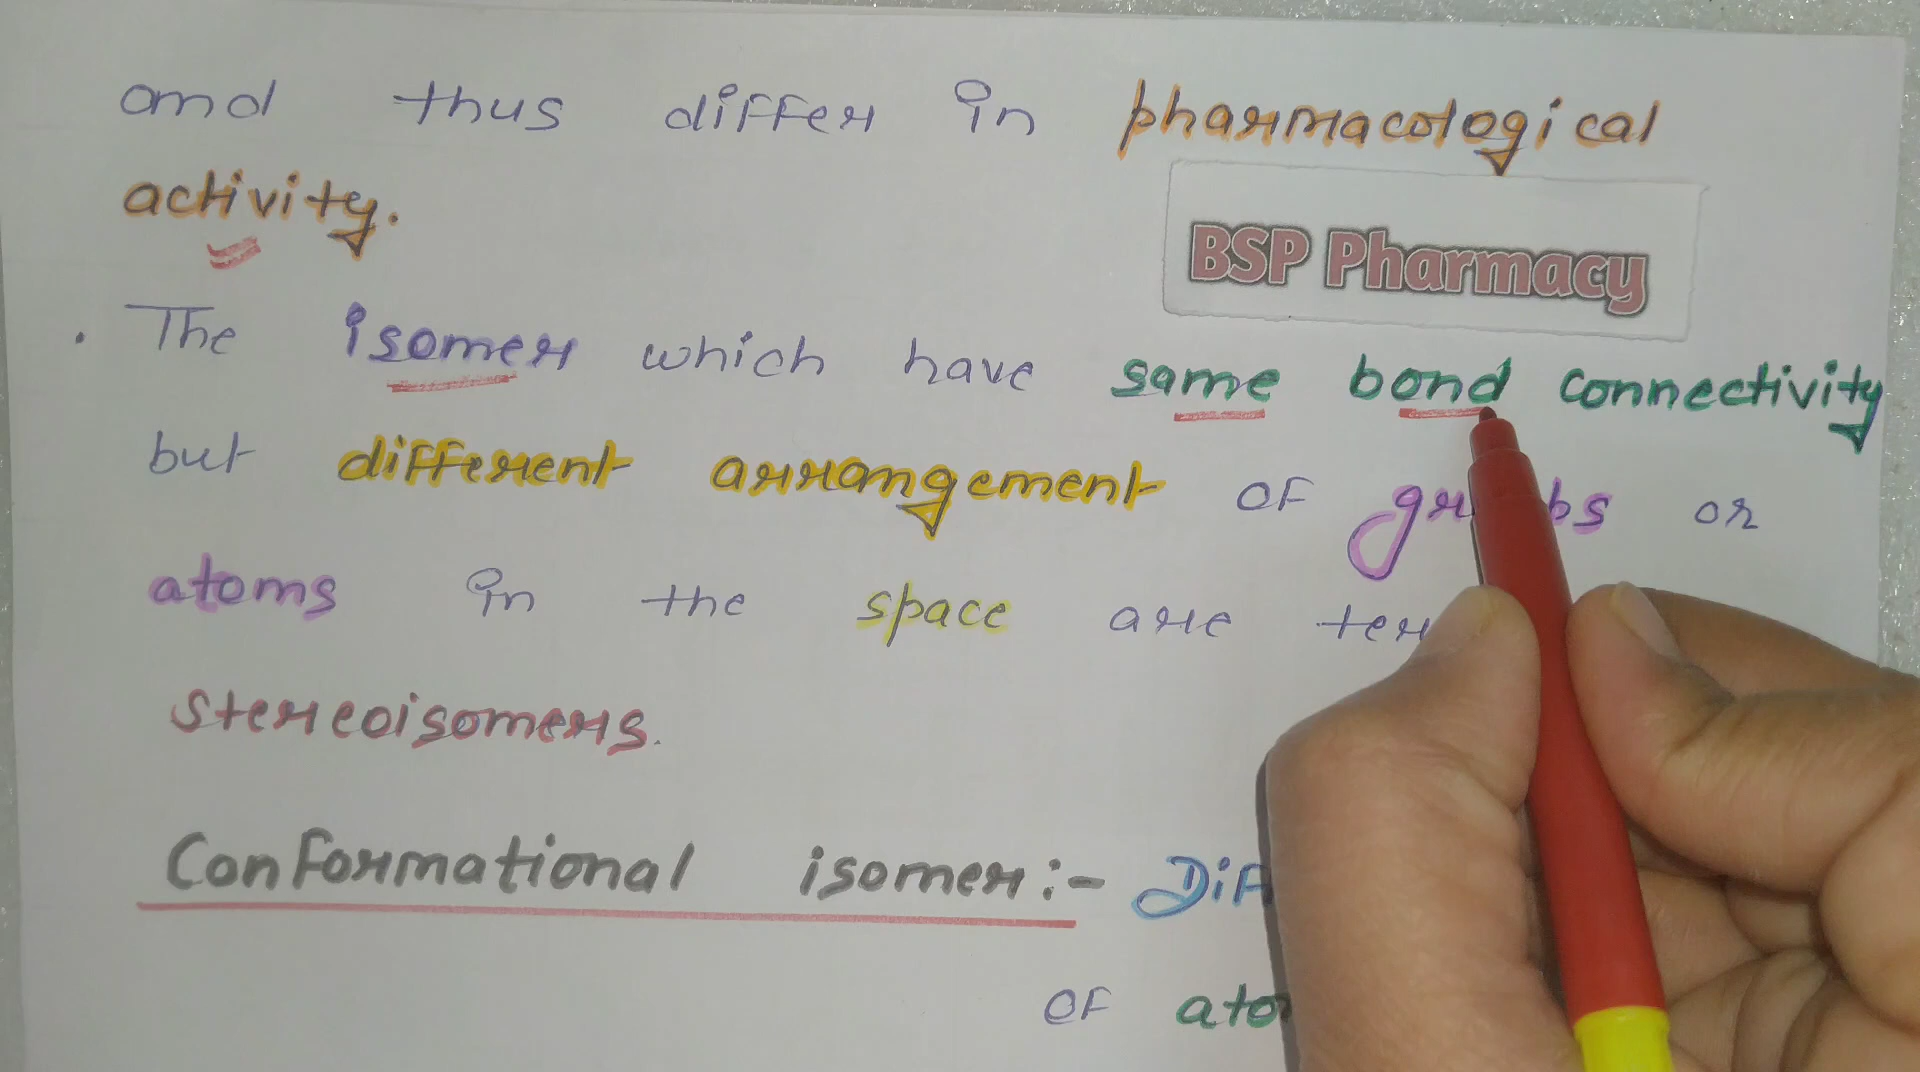 and thus differ in pharmacological
activity.
BSP Pharmacy
. The isomer which have same bond connectivity
but different arrangement of or
atoms in the space are
stereoisomers.
Conformational isomer:-
of